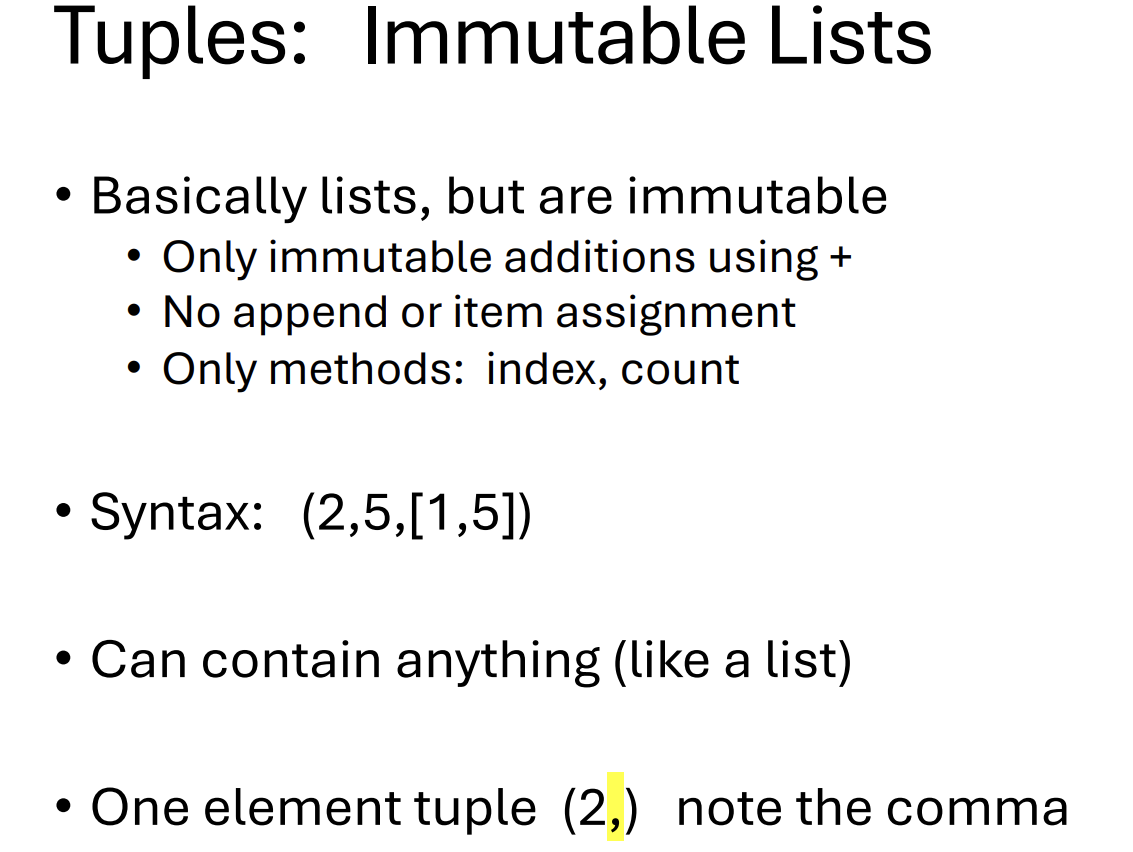 Tuples: Immutable Lists
• Basically lists, but are immutable
• Only immutable additions using +
• No append or item assignment
• Only methods: index, count
• Syntax: (2,5,[1,5])
• Can contain anything (like a list)
• One element tuple (2,) note the comma